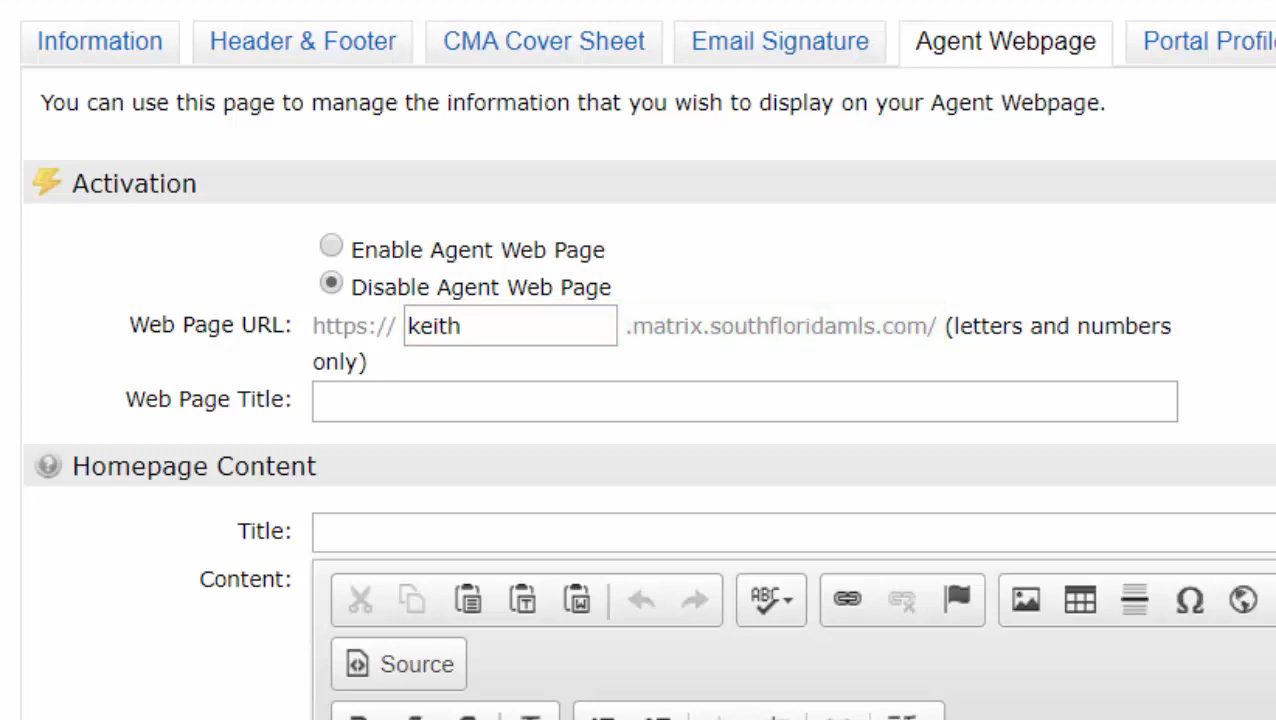 Information Header & Footer CMA Cover Sheet Email Signature Agent Webpage Portal Profile
You can use this page to manage the information that you wish to display on your Agent Webpage.
Activation
Enable Agent Web Page
Disable Agent Web Page
Web Page URL: https:// keith .matrix.southfloridamls.com/ (letters and numbers
only)
Web Page Title:
Homepage Content
Title:
Content:
ABC
Source